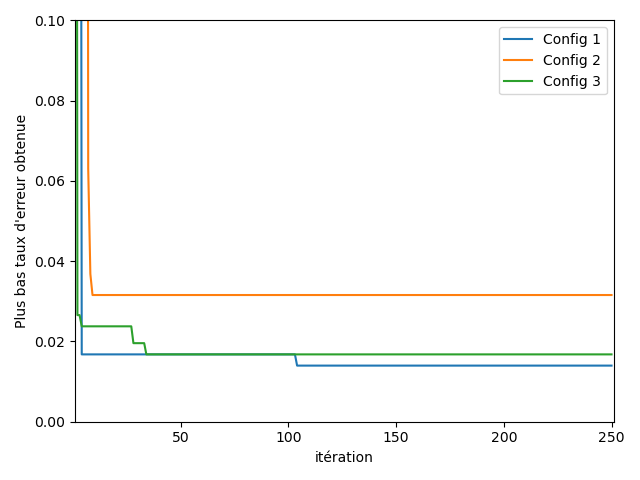 0.10
0.08
0.06
0.04
0.02
0.00
Plus bas taux d'erreur obtenue
Config 1
Config 2
Config 3
50
100
150
200
250
itération